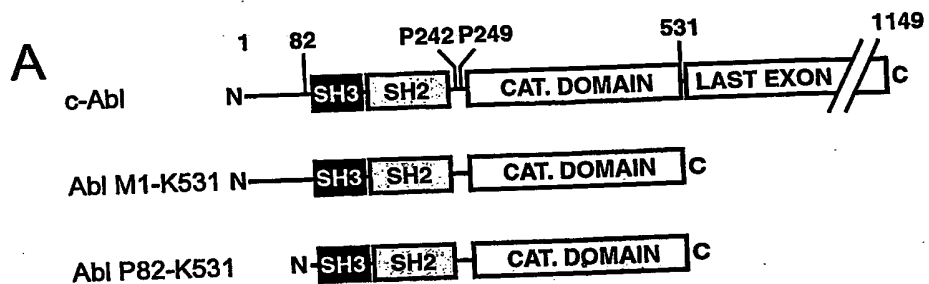 A
1 82 P242 P249 531 1149
c-Abl N SH3 SH2 CAT. DOMAIN LAST EXON C
Abl M1-K531 N SH3 SH2 CAT. DOMAIN C
Abl P82-K531 N SH3 SH2 CAT. DOMAIN C